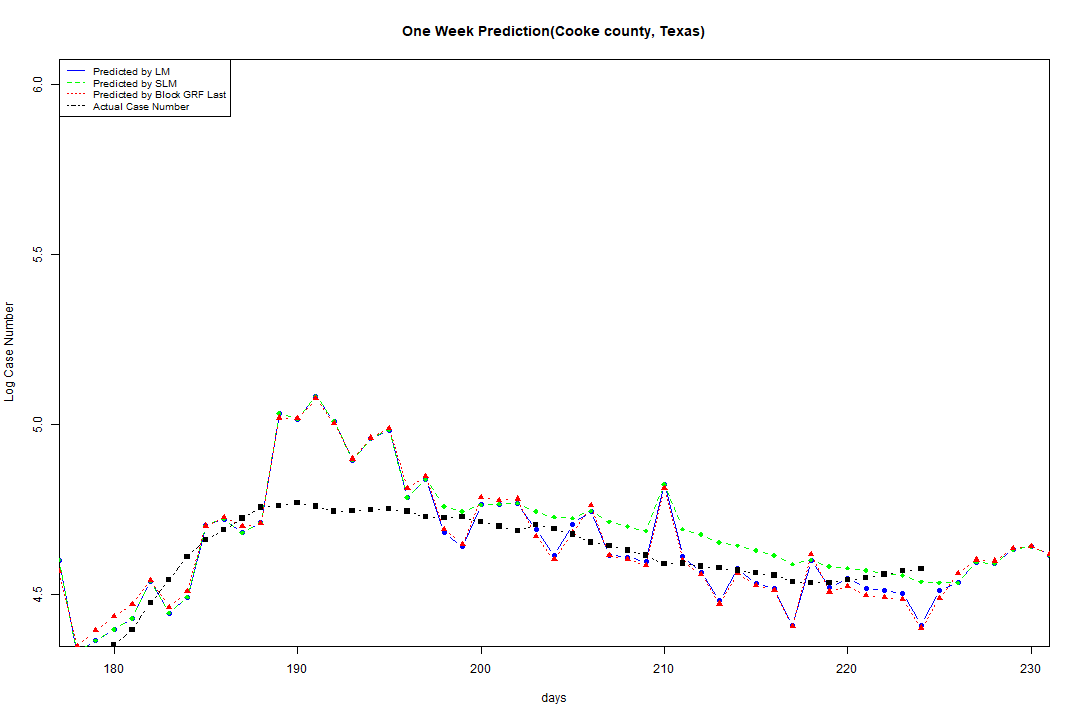 One Week Prediction(Cooke county, Texas)
Predicted by LM
Predicted by SLM
Predicted by Block GRF Last
Actual Case Number
6.0
5.5
5.0
4.5
Log Case Number
180 190 200 210 220 230
days